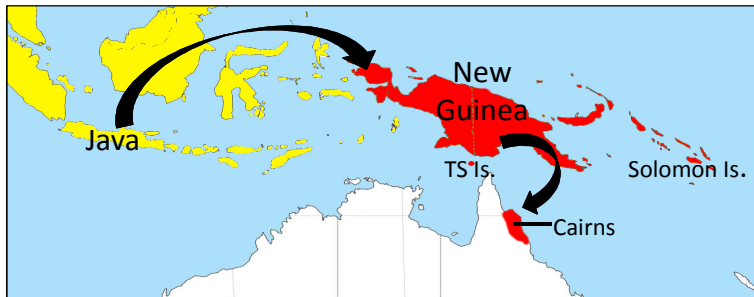 New
Guinea
Java
TS Is.
Solomon Is.
Cairns